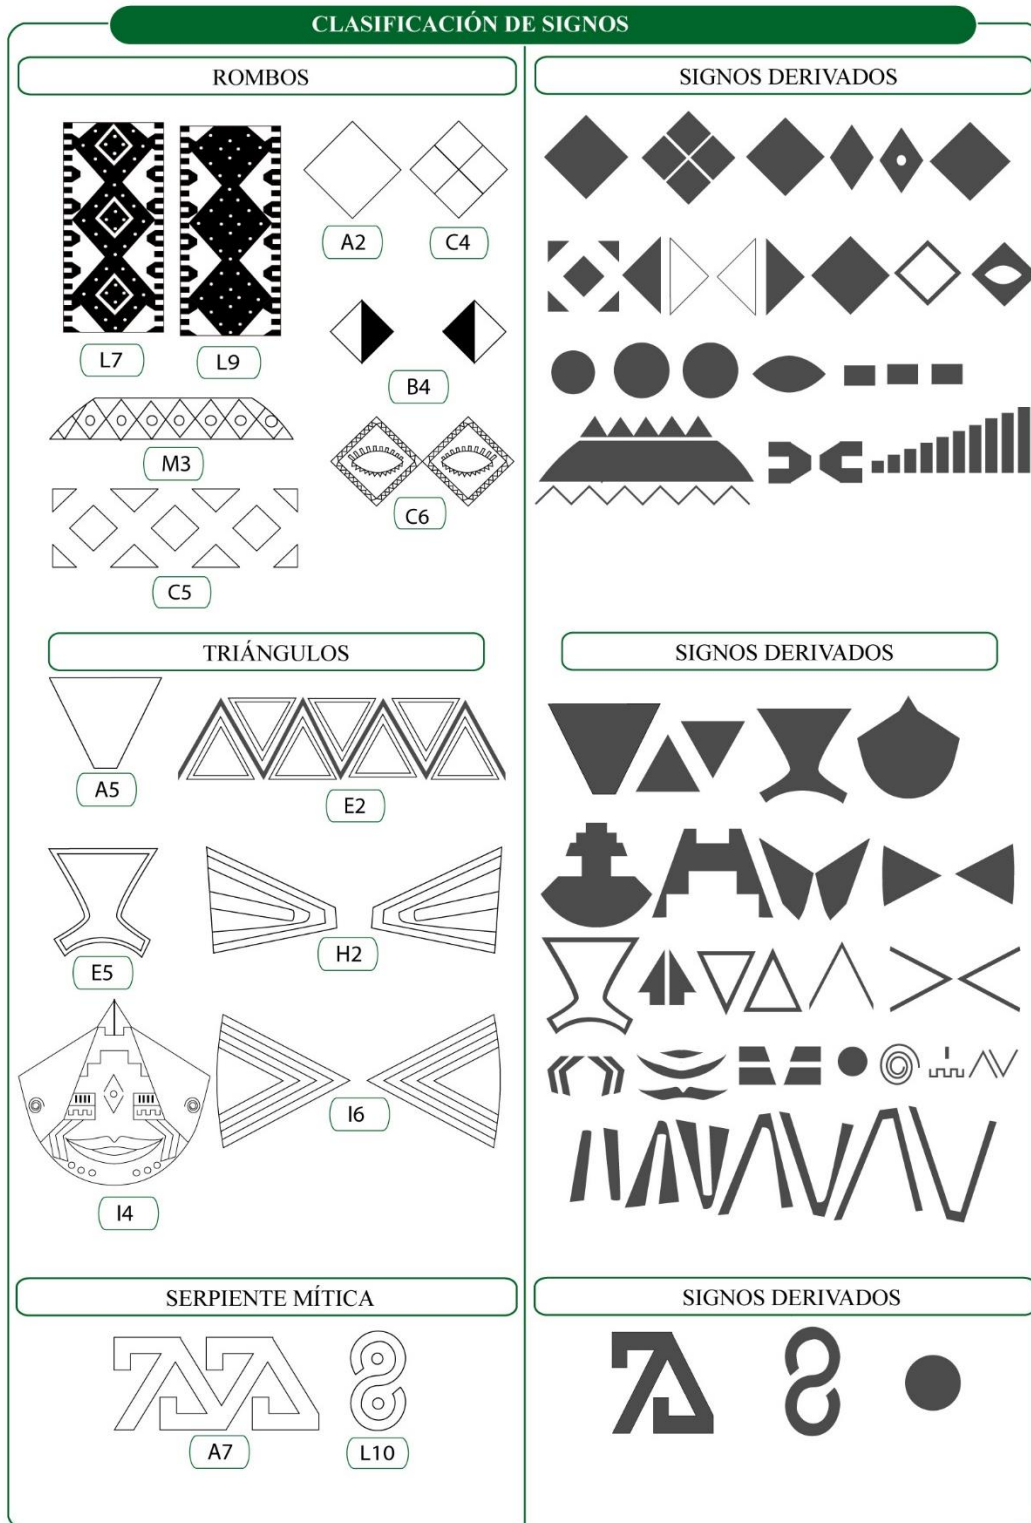 CLASIFICACIÓN DE SIGNOS
ROMBOS
L7
L9
A2
C4
B4
M3
C6
C5
SIGNOS DERIVADOS
TRIÁNGULOS
A5
E2
E5
H2
I4
I6
SIGNOS DERIVADOS
SERPIENTE MÍTICA
A7
L10
SIGNOS DERIVADOS